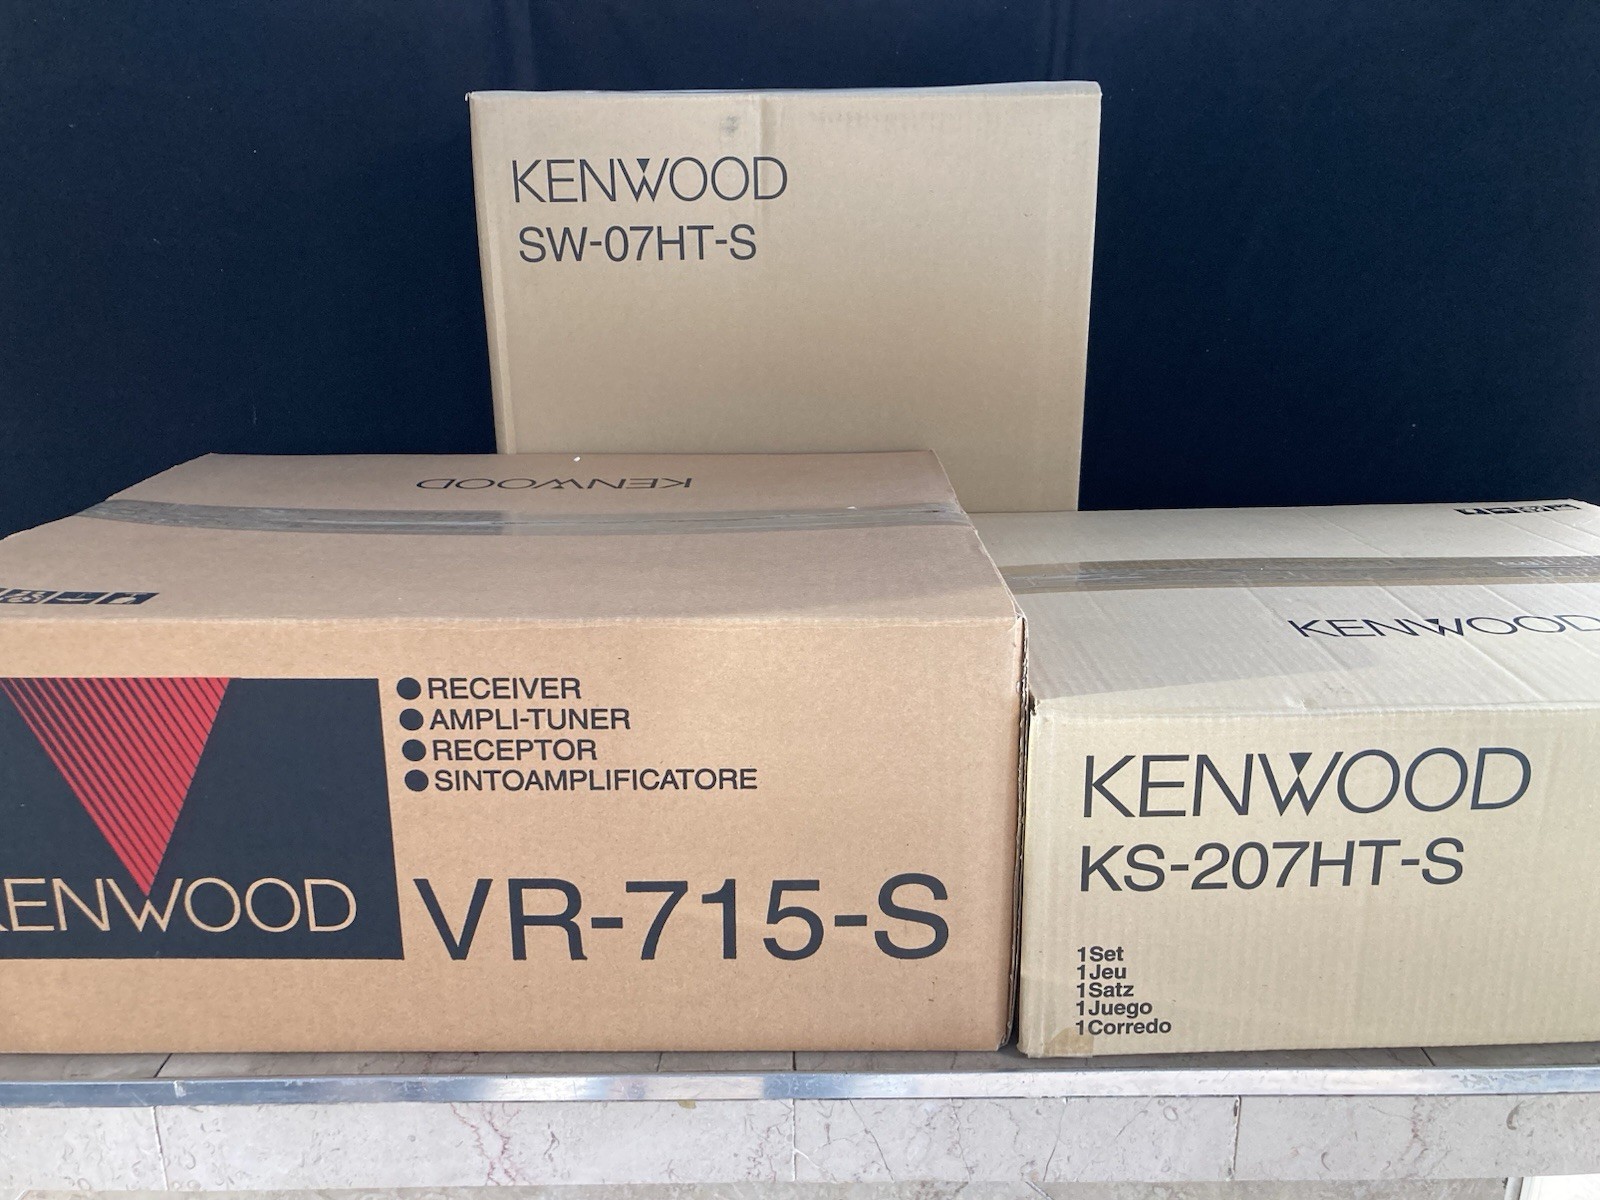 KENWOOD
SW-07HT-S
KENWOOD
RECEIVER
AMPLI-TUNER
RECEPTOR
SINTOAMPLIFICATORE
KENWOOD
VR-715-S
KENWOOD
KENWOOD
KS-207HT-S
1Set
1Jeu
1Satz
1Juego
1Corredo